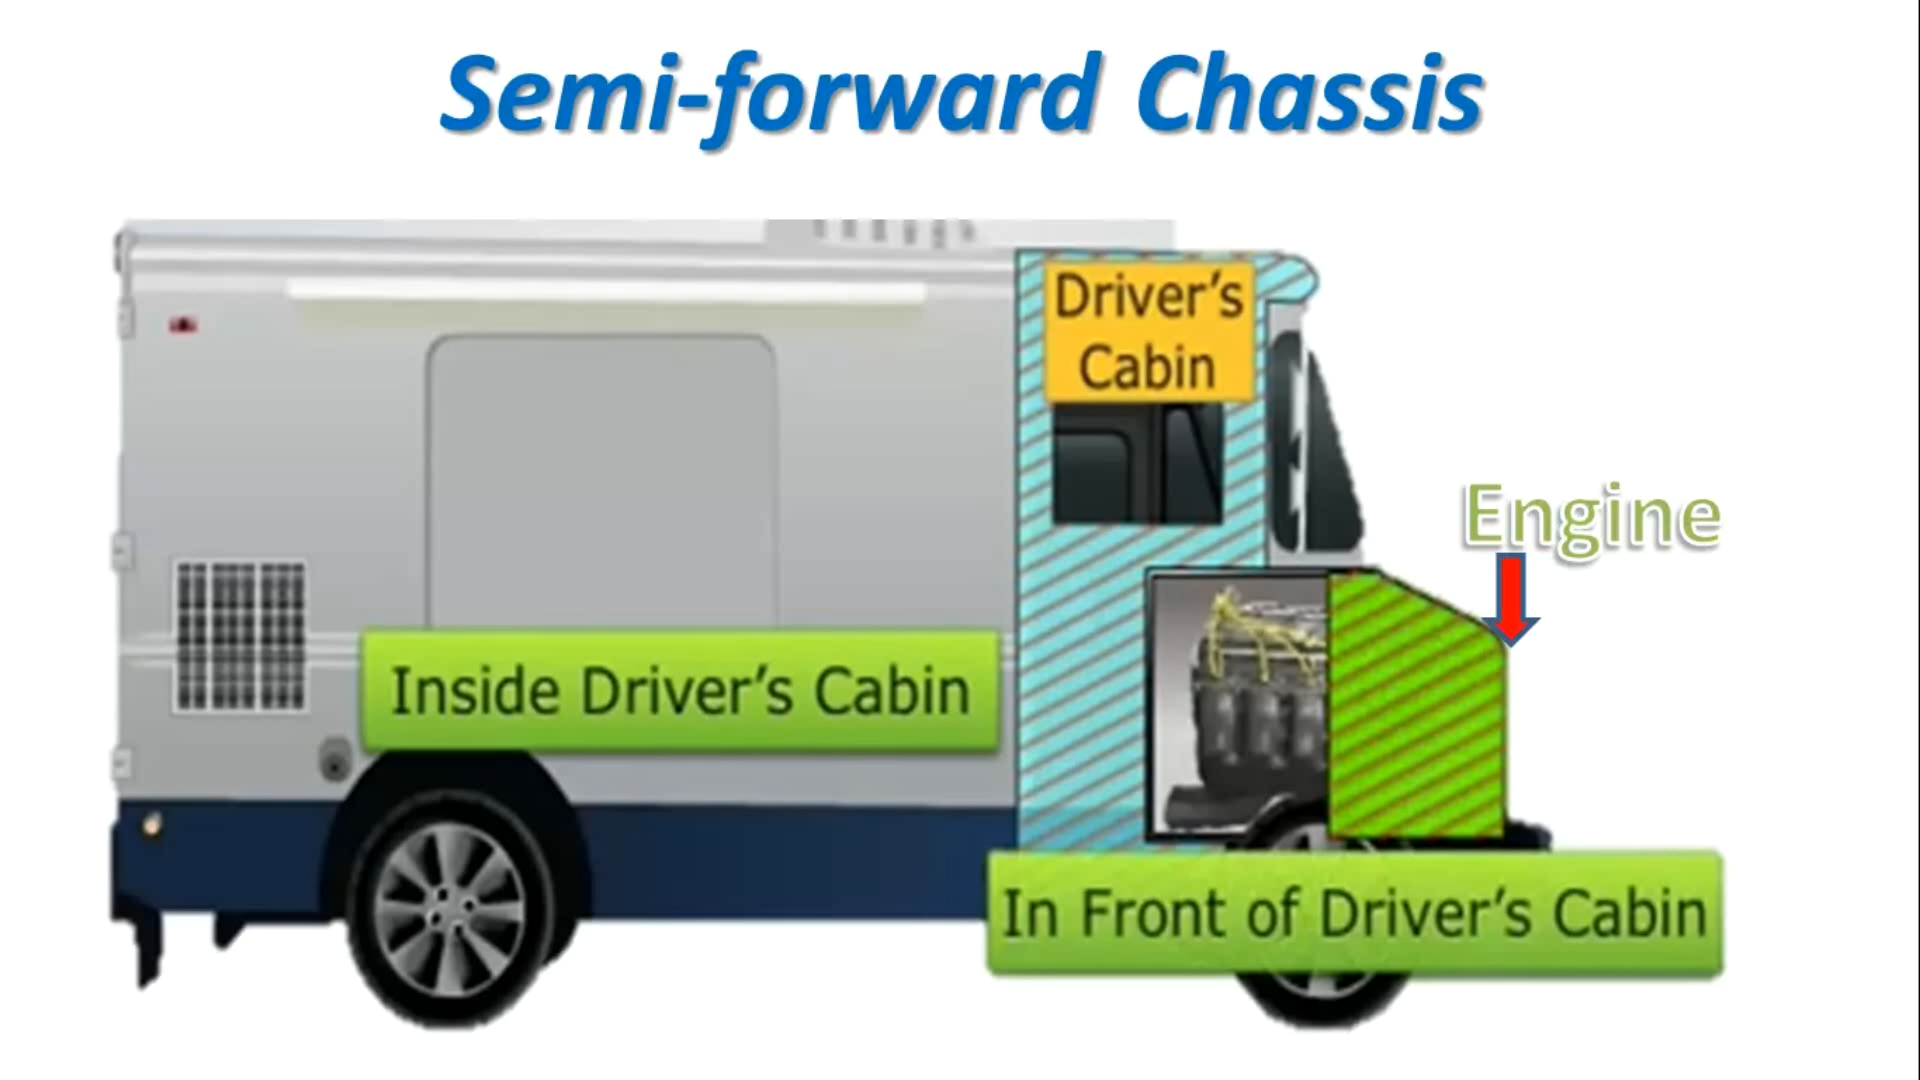 Semi-forward Chassis
Driver's
Cabin
Engine
Inside Driver's Cabin
In Front of Driver's Cabin